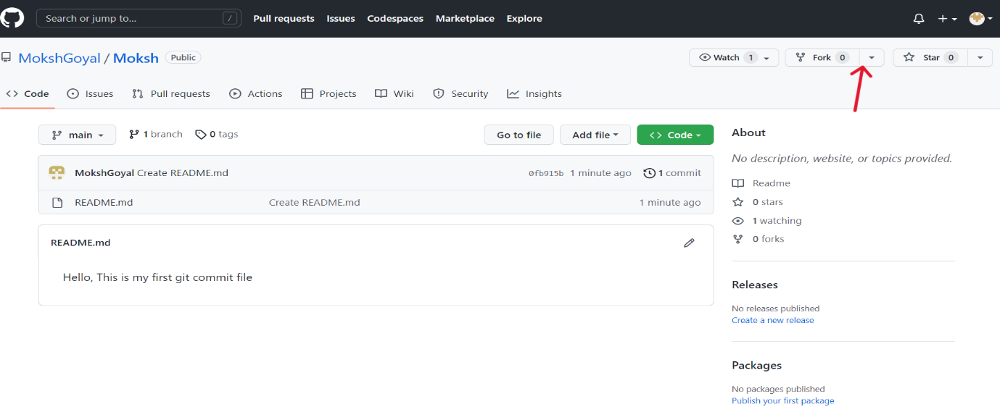 Search or jump to... /
Pull requests Issues Codespaces Marketplace Explore
MokshGoyal / Moksh Public
Watch 1 Fork 0 Star 0
<> Code Issues Pull requests Actions Projects Wiki Security Insights
main 1 branch 0 tags Go to file Add file <> Code
MokshGoyal Create README.md 0fb915b 1 minute ago 1 commit
README.md Create README.md 1 minute ago
README.md
Hello, This is my first git commit file
About
No description, website, or topics provided.
Readme
0 stars
1 watching
0 forks
Releases
No releases published
Create a new release
Packages
No packages published
Publish your first package